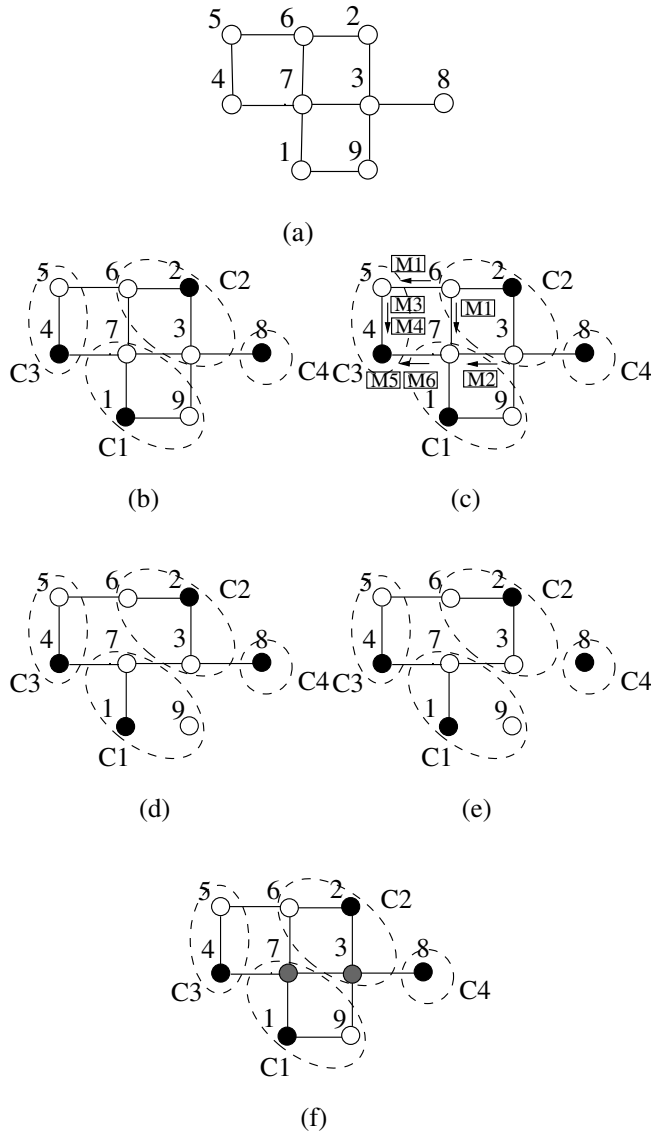 5 6 2
4 7 3 8
1 9
(a)
5 6 2 C2
4 7 3 8
C3 C4
1 9
C1
(b)
5 M1 6 2 C2
M3 M1
4 M4 7 3 8
C3 M5 M6 M2 C4
1 9
C1
(c)
5 6 2 C2
4 7 3 8
C3 C4
1 9
C1
(d)
5 6 2 C2
4 7 3 8
C3 C4
1 9
C1
(e)
5 6 2 C2
4 7 3 8
C3 C4
1 9
C1
(f)